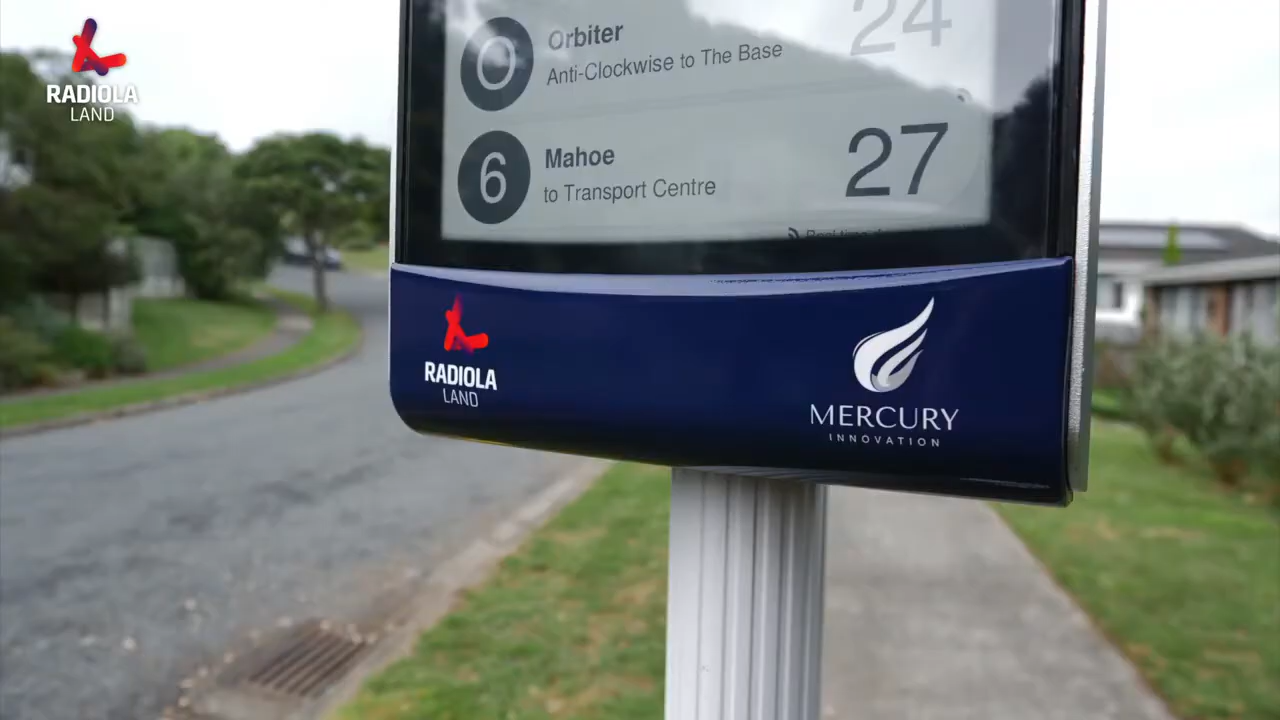 RADIOLA
LAND
O
Orbiter
24
Anti-Clockwise to The Base
6
Mahoe
27
to Transport Centre
RADIOLA
LAND
MERCURY
INNOVATION